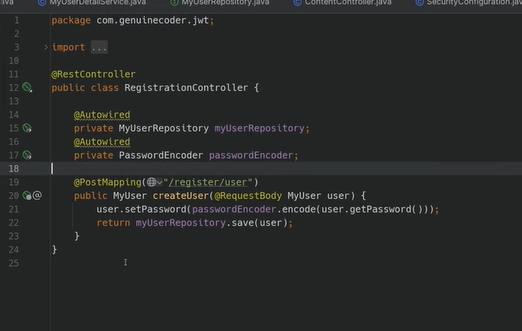 ava MyUserDetailService.java MyUserRepository.java ContentController.java SecurityConfiguration.jav
1 package com.genuinecoder.jwt;
2
3 import ...
10
11 @RestController
12 public class RegistrationController {
13
14 @Autowired
15 private MyUserRepository myUserRepository;
16 @Autowired
17 private PasswordEncoder passwordEncoder;
18
19 @PostMapping("/register/user")
20 public MyUser createUser(@RequestBody MyUser user) {
21 user.setPassword(passwordEncoder.encode(user.getPassword()));
22 return myUserRepository.save(user);
23 }
24 }
25